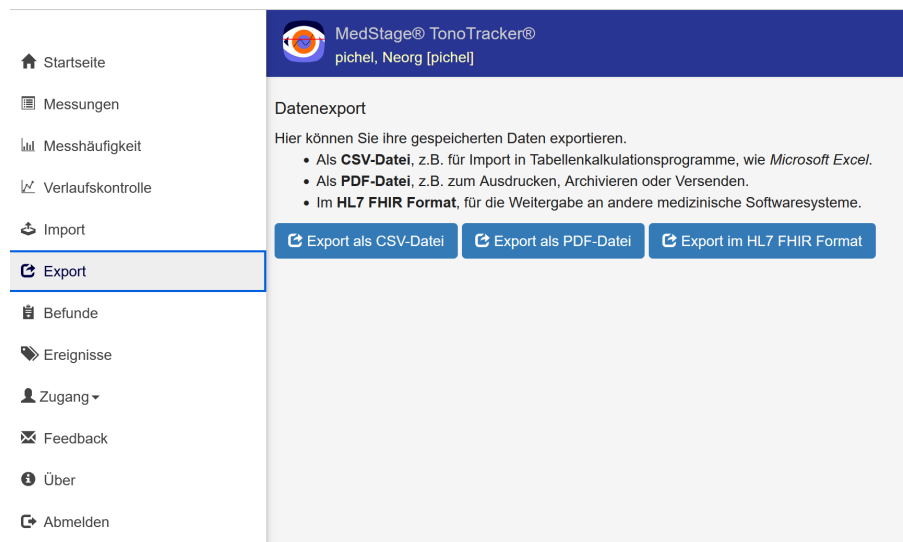 Startseite
Messungen
Messhäufigkeit
Verlaufskontrolle
Import
Export
Befunde
Ereignisse
Zugang
Feedback
Über
Abmelden
MedStage® TonoTracker®
pichel, Neorg [pichel]
Datenexport
Hier können Sie ihre gespeicherten Daten exportieren.
• Als CSV-Datei, z.B. für Import in Tabellenkalkulationsprogramme, wie Microsoft Excel.
• Als PDF-Datei, z.B. zum Ausdrucken, Archivieren oder Versenden.
• Im HL7 FHIR Format, für die Weitergabe an andere medizinische Softwaresysteme.
Export als CSV-Datei Export als PDF-Datei Export im HL7 FHIR Format